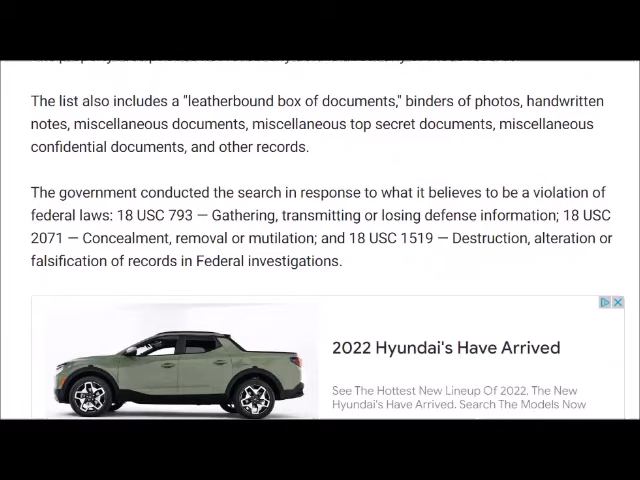 The list also includes a "leatherbound box of documents," binders of photos, handwritten
notes, miscellaneous documents, miscellaneous top secret documents, miscellaneous
confidential documents, and other records.
The government conducted the search in response to what it believes to be a violation of
federal laws: 18 USC 793 — Gathering, transmitting or losing defense information; 18 USC
2071 — Concealment, removal or mutilation; and 18 USC 1519 — Destruction, alteration or
falsification of records in Federal investigations.
2022 Hyundai's Have Arrived
See The Hottest New Lineup Of 2022, The New
Hyundai's Have Arrived. Search The Models Now